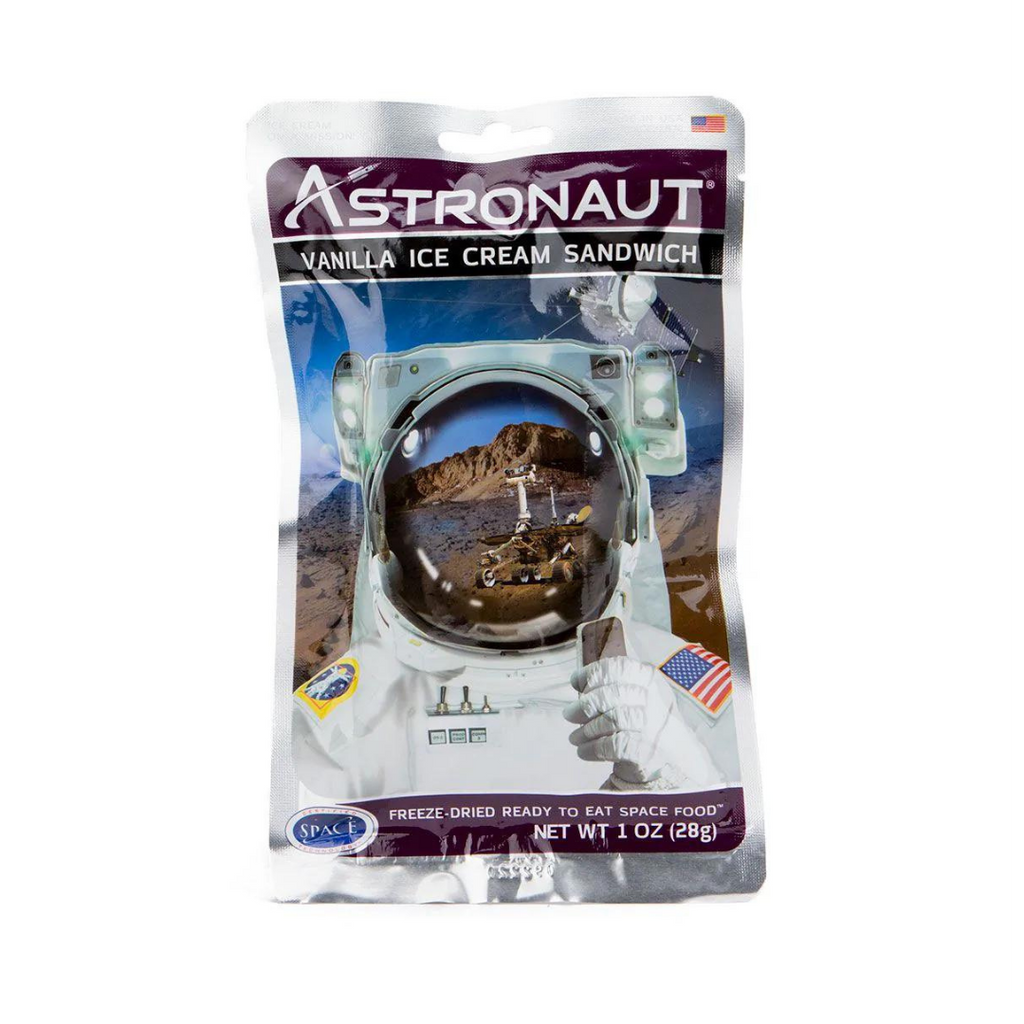 ASTRONAUT®
VANILLA ICE CREAM SANDWICH
FREEZE-DRIED READY TO EAT SPACE FOOD™
SPACE
NET WT 1 OZ (28g)